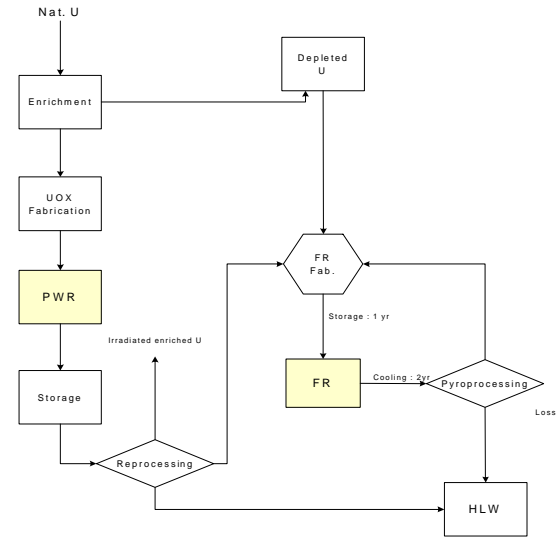 Nat. U
Depleted
U
Enrichment
UOX
Fabrication
FR
Fab.
PWR
Storage : 1 yr
Irradiated enriched U
FR
Cooling : 2yr
Pyroprocessing
Storage
Loss
Reprocessing
HLW